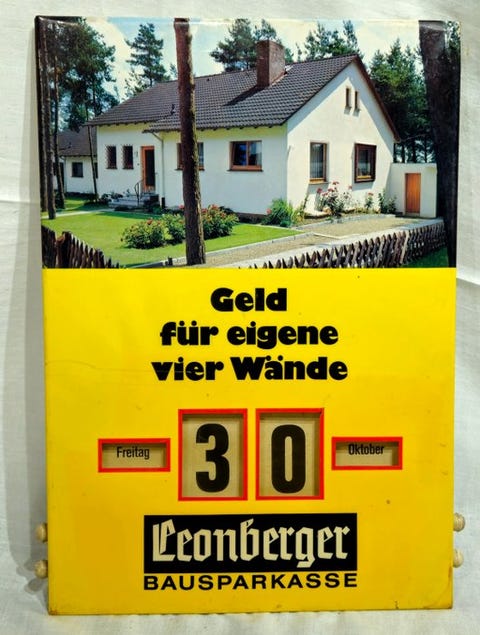 Geld
für eigene
vier Wände
Freitag 30 Oktober
Leonberger
BAUSPARKASSE